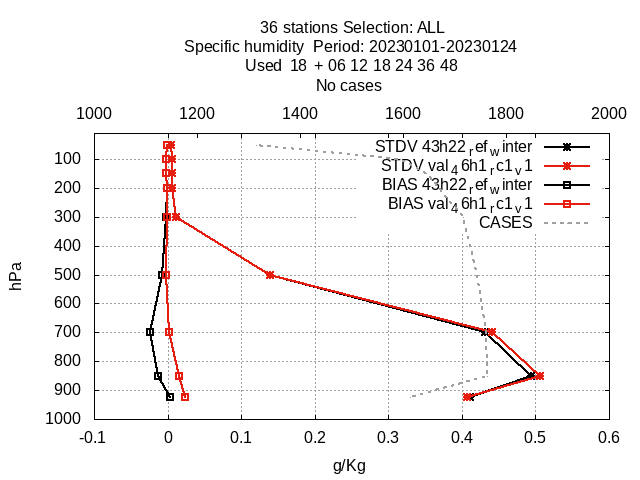 36 stations Selection: ALL
Specific humidity  Period: 20230101-20230124
Used  18  + 06 12 18 24 36 48
No cases
1000 1200 1400 1600 1800 2000
STDV 43h22_ref_winter
STDV val_46h1_rc1_v1
BIAS 43h22_ref_winter
BIAS val_46h1_rc1_v1
CASES
100
200
300
400
500
600
700
800
900
1000
hPa
-0.1 0 0.1 0.2 0.3 0.4 0.5 0.6
g/Kg